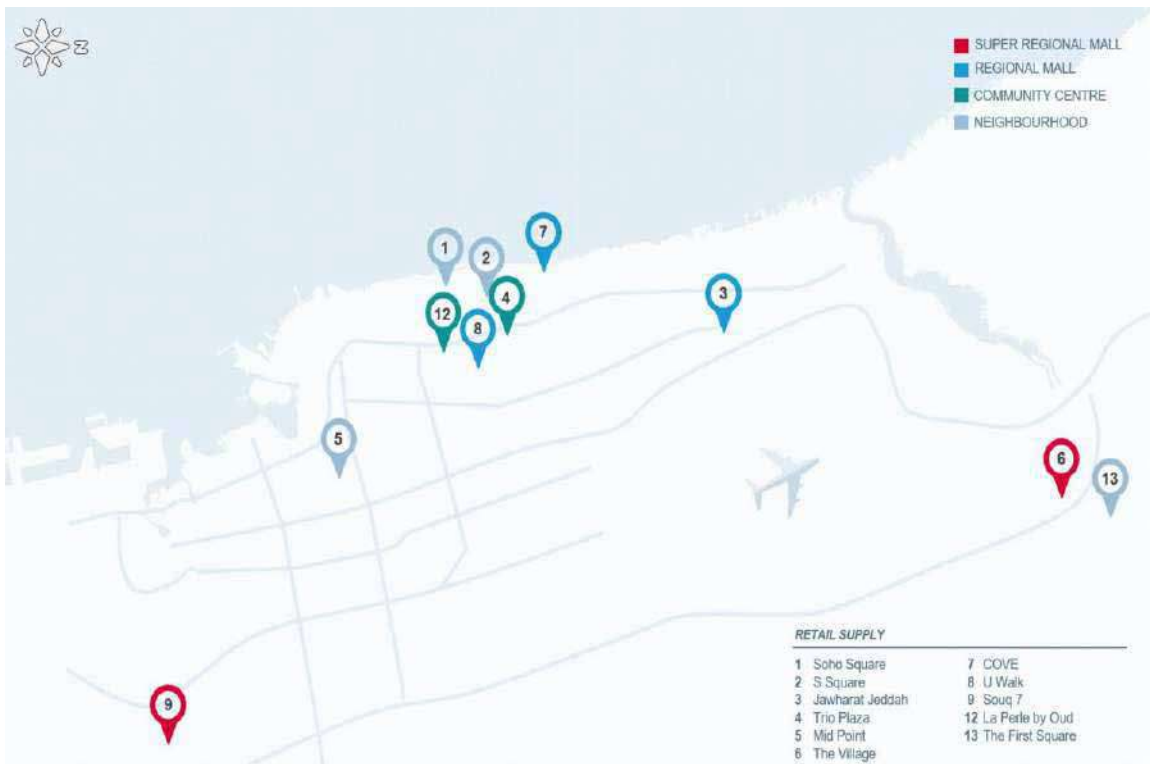 N
SUPER REGIONAL MALL
REGIONAL MALL
COMMUNITY CENTRE
NEIGHBOURHOOD
1
2
7
12
8
4
3
5
6
13
9
RETAIL SUPPLY
1 Soho Square
2 S Square
3 Jawharat Jeddah
4 Trio Plaza
5 Mid Point
6 The Village
7 COVE
8 U Walk
9 Souq 7
12 La Perle by Oud
13 The First Square